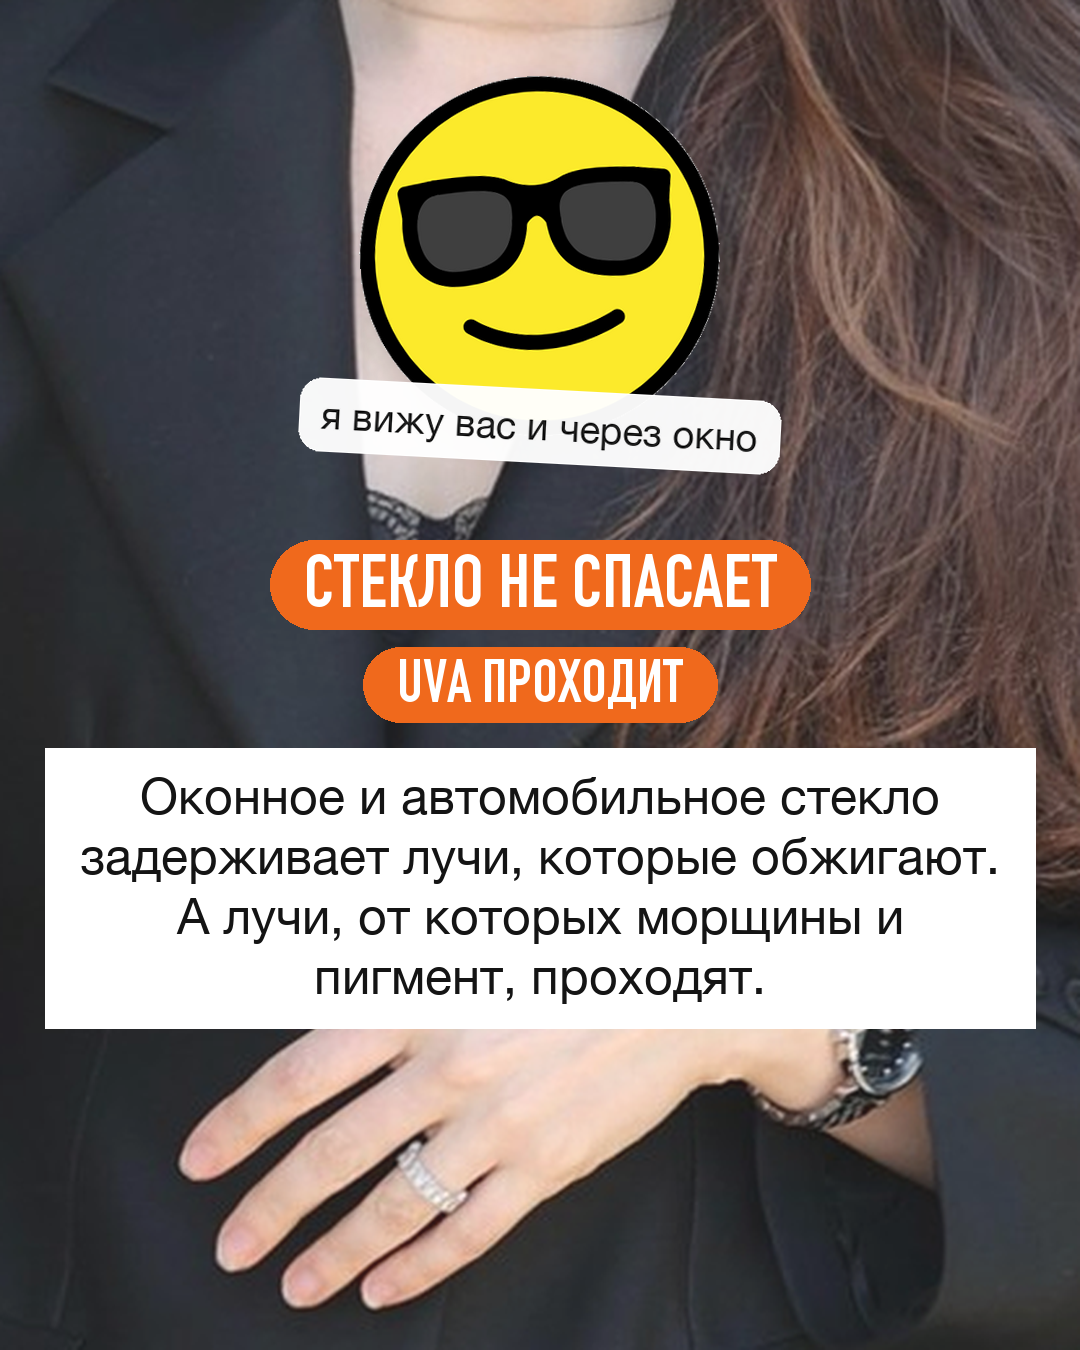 я вижу вас и через окно
СТЕКЛО НЕ СПАСАЕТ
UVA ПРОХОДИТ
Оконное и автомобильное стекло
задерживает лучи, которые обжигают.
А лучи, от которых морщины и
пигмент, проходят.